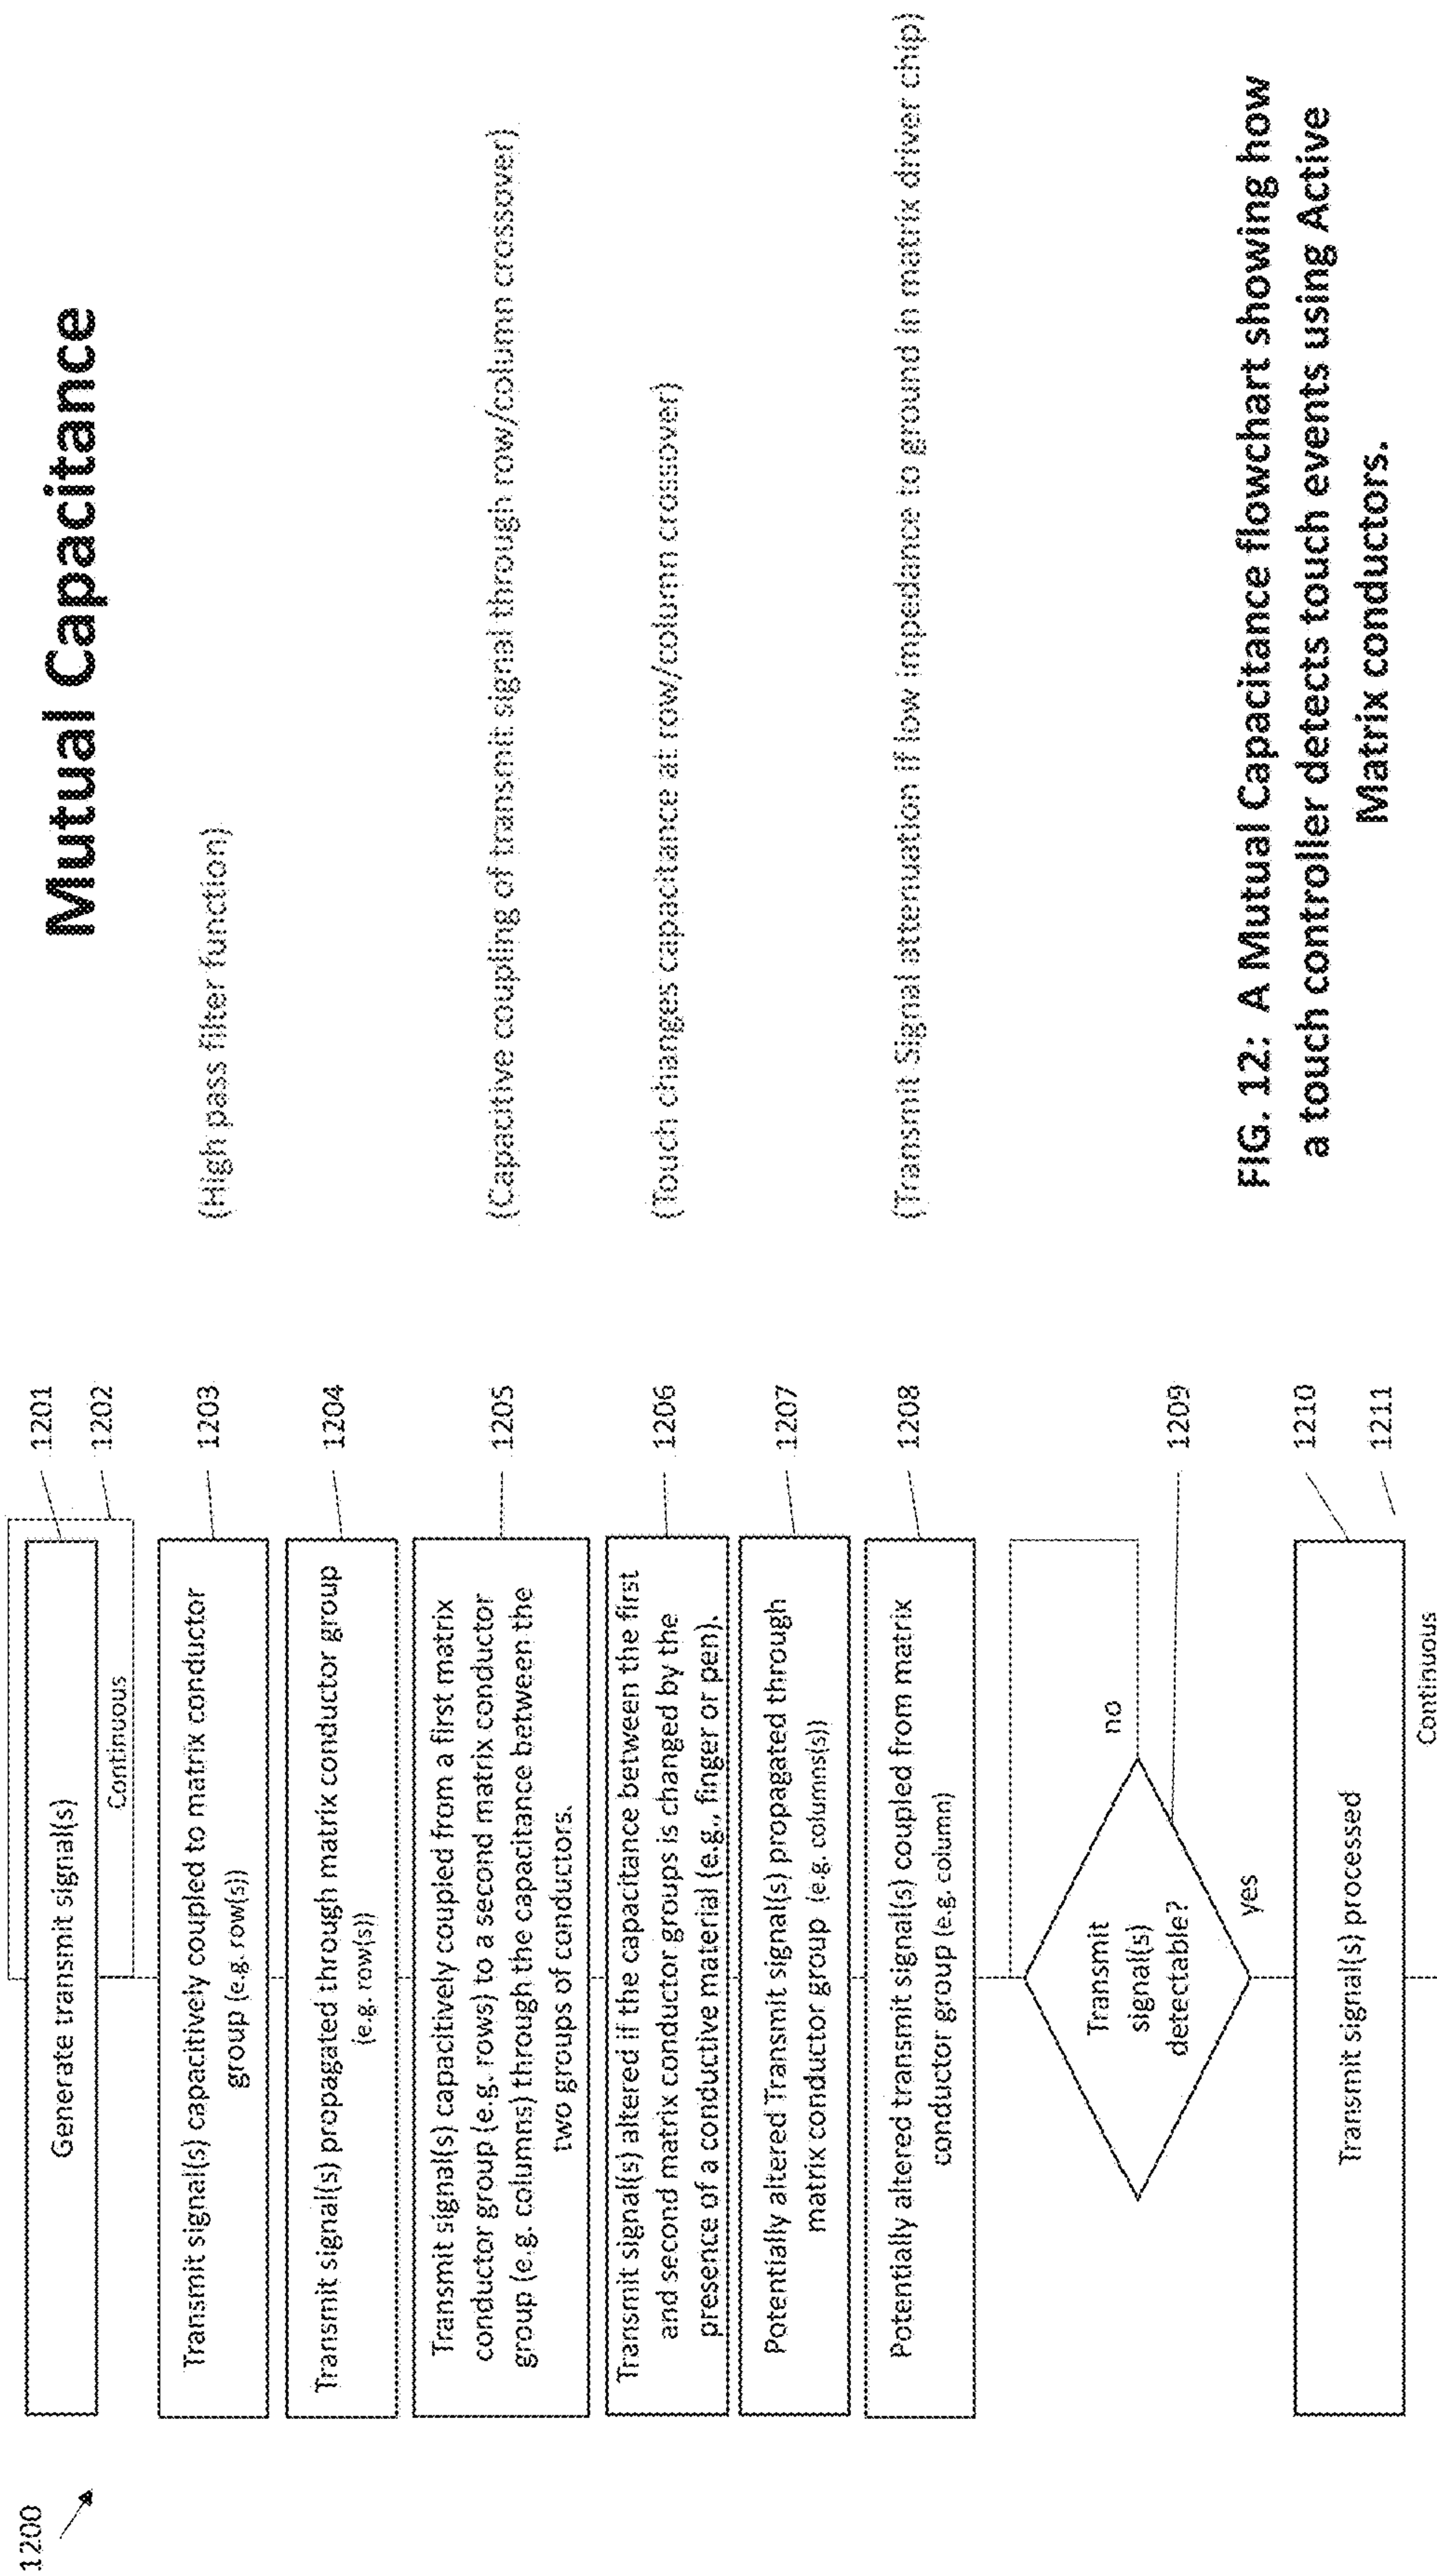 1200
Mutual Capacitance
Generate transmit signal(s)
1201
Continuous
1202
Transmit signal(s) capacitively coupled to matrix conductor
group (e.g. row(s))
1203
(High pass filter function)
Transmit signal(s) propagated through matrix conductor group
(e.g. row(s))
1204
Transmit signal(s) capacitively coupled from a first matrix
conductor group (e.g. rows) to a second matrix conductor
group (e.g. columns) through the capacitance between the
two groups of conductors.
1205
(Capacitive coupling of transmit signal through row/column crossover)
Transmit signal(s) altered if the capacitance between the first
and second matrix conductor groups is changed by the
presence of a conductive material (e.g., finger or pen).
1206
(Touch changes capacitance at row/column crossover)
Potentially altered Transmit signal(s) propagated through
matrix conductor group (e.g. columns(s))
1207
Potentially altered transmit signal(s) coupled from matrix
conductor group (e.g. column)
1208
(Transmit Signal attenuation if low impedance to ground in matrix driver chip)
Transmit
signal(s)
detectable?
no
1209
yes
Transmit signal(s) processed
1210
1211
Continuous
FIG. 12: A Mutual Capacitance flowchart showing how
a touch controller detects touch events using Active
Matrix conductors.